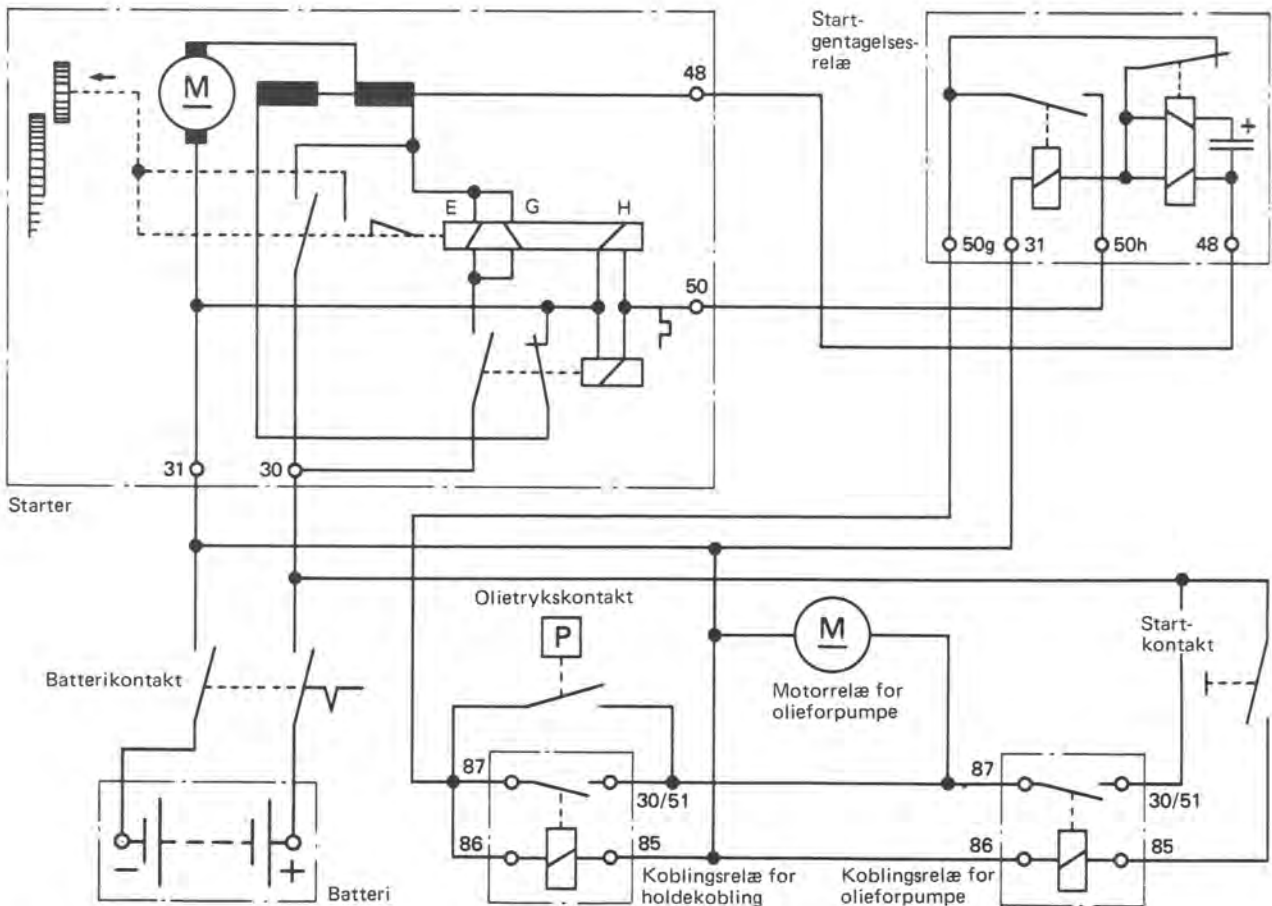 Start-
gentagelses-
relæ
M
48
+
E
G
H
50g
31
50h
48
50
31
30
Starter
Olietrykskontakt
P
M
Start-
kontakt
Batterikontakt
Motorrelæ for
olieforpumpe
87
30/51
87
30/51
86
85
86
85
–
+
Batteri
Koblingsrelæ for
holdekobling
Koblingsrelæ for
olieforpumpe